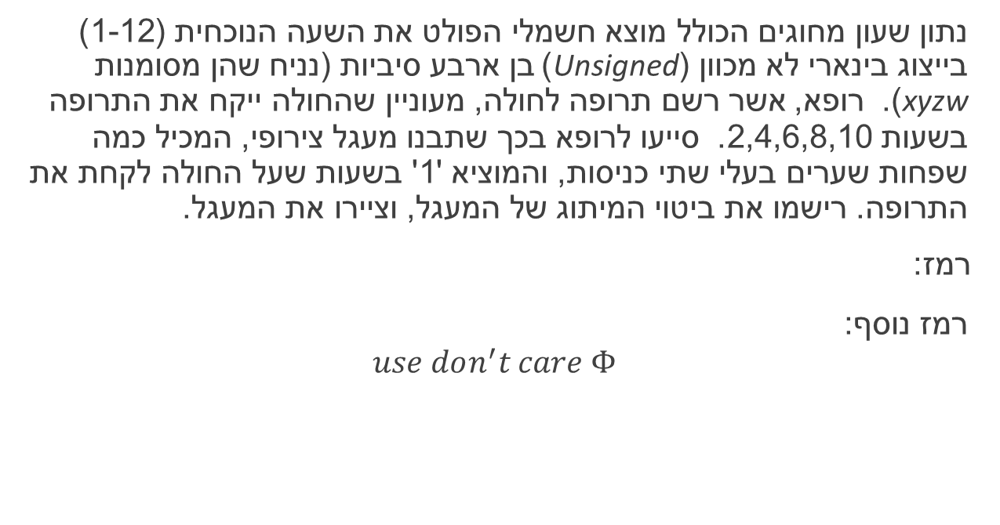 נתון שעון מחוגים הכולל מוצא חשמלי הפולט את השעה הנוכחית (1-12)
בייצוג בינארי לא מכוון (Unsigned) בן ארבע סיביות (נניח שהן מסומנות
xyzw). רופא, אשר רשם תרופה לחולה, מעוניין שהחולה ייקח את התרופה
בשעות 2,4,6,8,10. סייעו לרופא בכך שתבנו מעגל צירופי, המכיל כמה
שפחות שערים בעלי שתי כניסות, והמוציא '1' בשעות שעל החולה לקחת את
התרופה. רישמו את ביטוי המיתוג של המעגל, וציירו את המעגל.
רמז:
רמז נוסף:
use don't care Φ